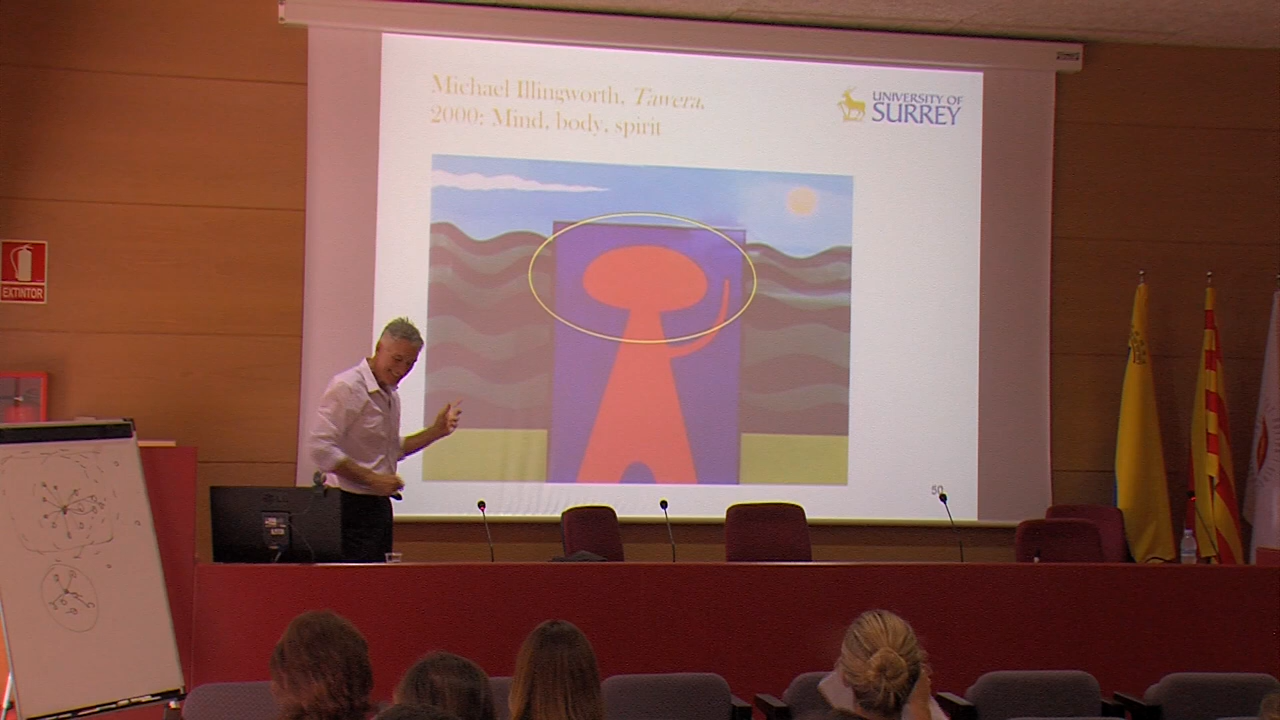 Michael Illingworth, Tawera,
2000: Mind, body, spirit
UNIVERSITY OF
SURREY
EXTINTOR
50